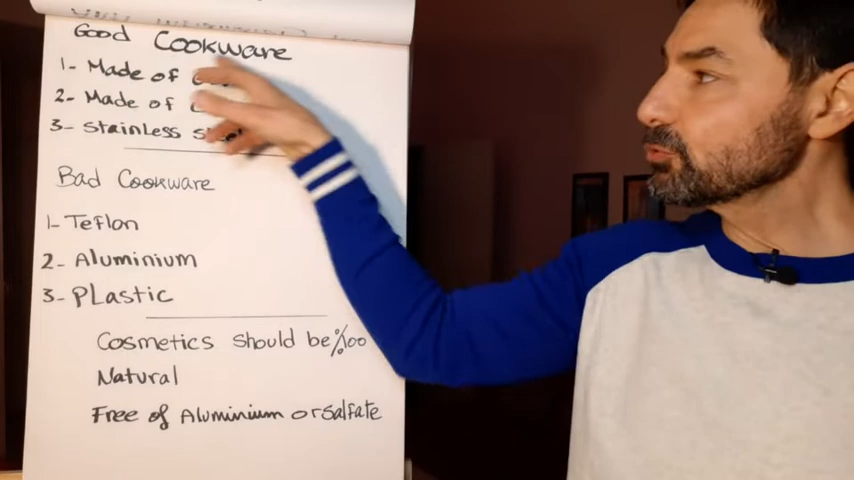 Good Cookware
1- Made of
2- Made of
3- Stainless
Bad Cookware
1- Teflon
2- Aluminium
3- Plastic
Cosmetics should be %00
Natural
Free of Aluminium or salfate